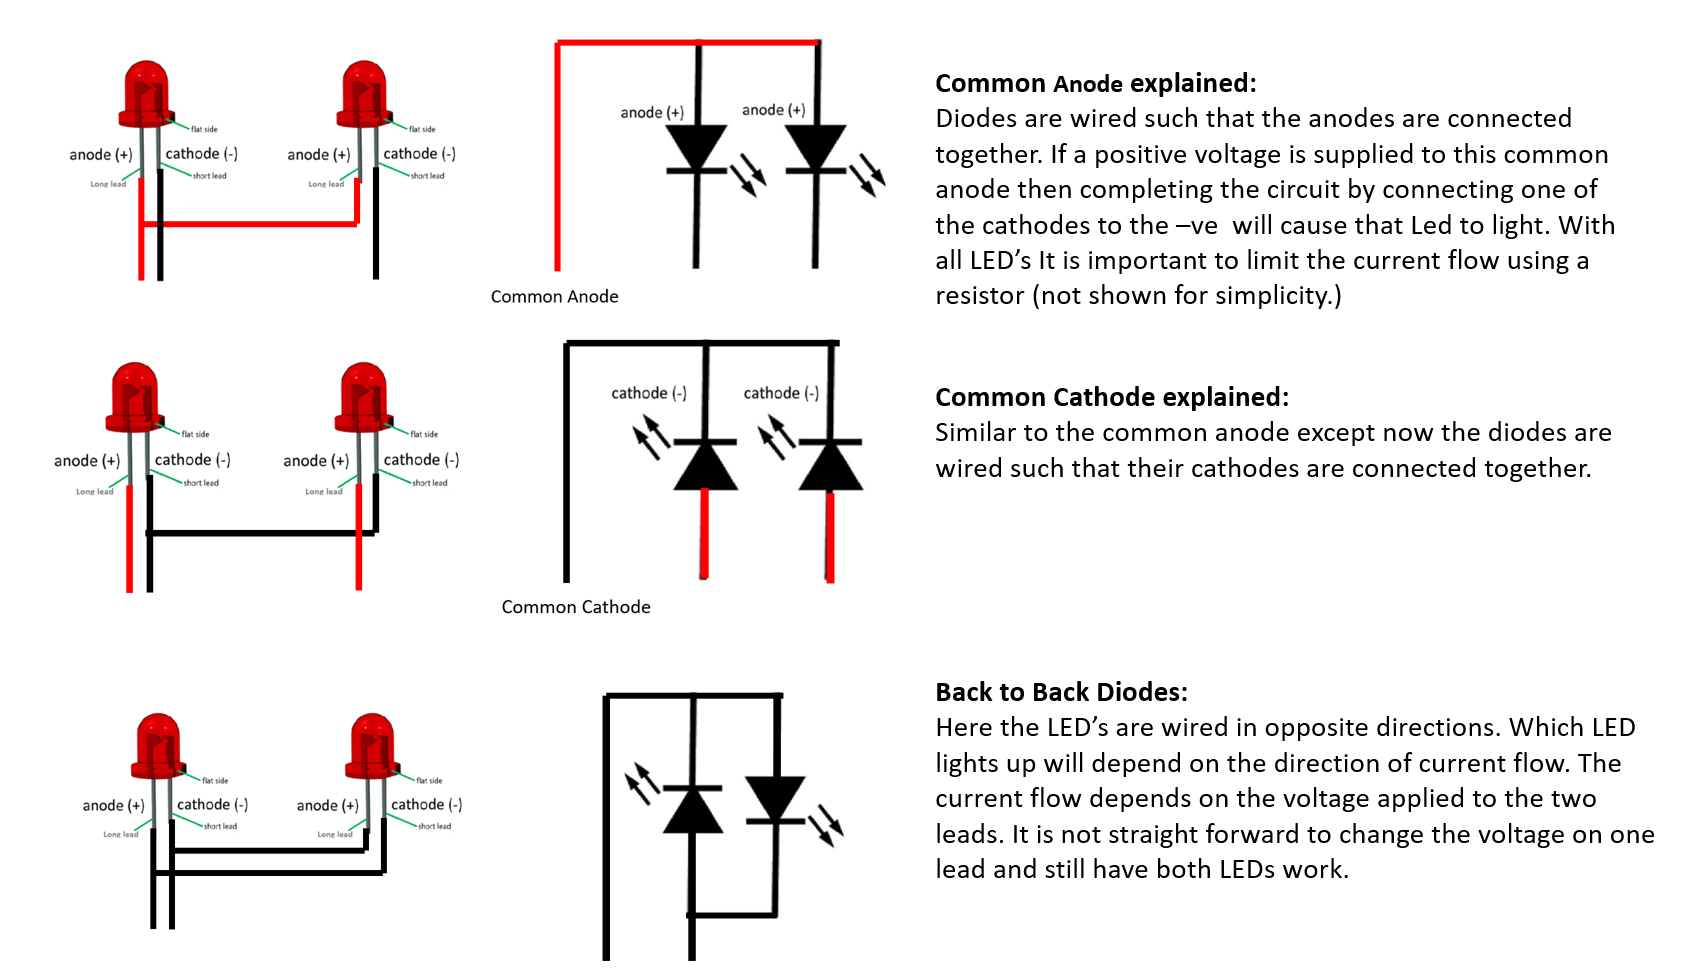 flat side
anode (+) cathode (-)
Long lead
short lead
flat side
anode (+) cathode (-)
Long lead
short lead
anode (+)
anode (+)
Common Anode
Common Anode explained:
Diodes are wired such that the anodes are connected
together. If a positive voltage is supplied to this common
anode then completing the circuit by connecting one of
the cathodes to the –ve  will cause that Led to light. With
all LED’s It is important to limit the current flow using a
resistor (not shown for simplicity.)
flat side
anode (+) cathode (-)
Long lead
short lead
flat side
anode (+) cathode (-)
Long lead
short lead
cathode (-)
cathode (-)
Common Cathode
Common Cathode explained:
Similar to the common anode except now the diodes are
wired such that their cathodes are connected together.
flat side
anode (+) cathode (-)
Long lead
short lead
flat side
anode (+) cathode (-)
Long lead
short lead
Back to Back Diodes:
Here the LED’s are wired in opposite directions. Which LED
lights up will depend on the direction of current flow. The
current flow depends on the voltage applied to the two
leads. It is not straight forward to change the voltage on one
lead and still have both LEDs work.